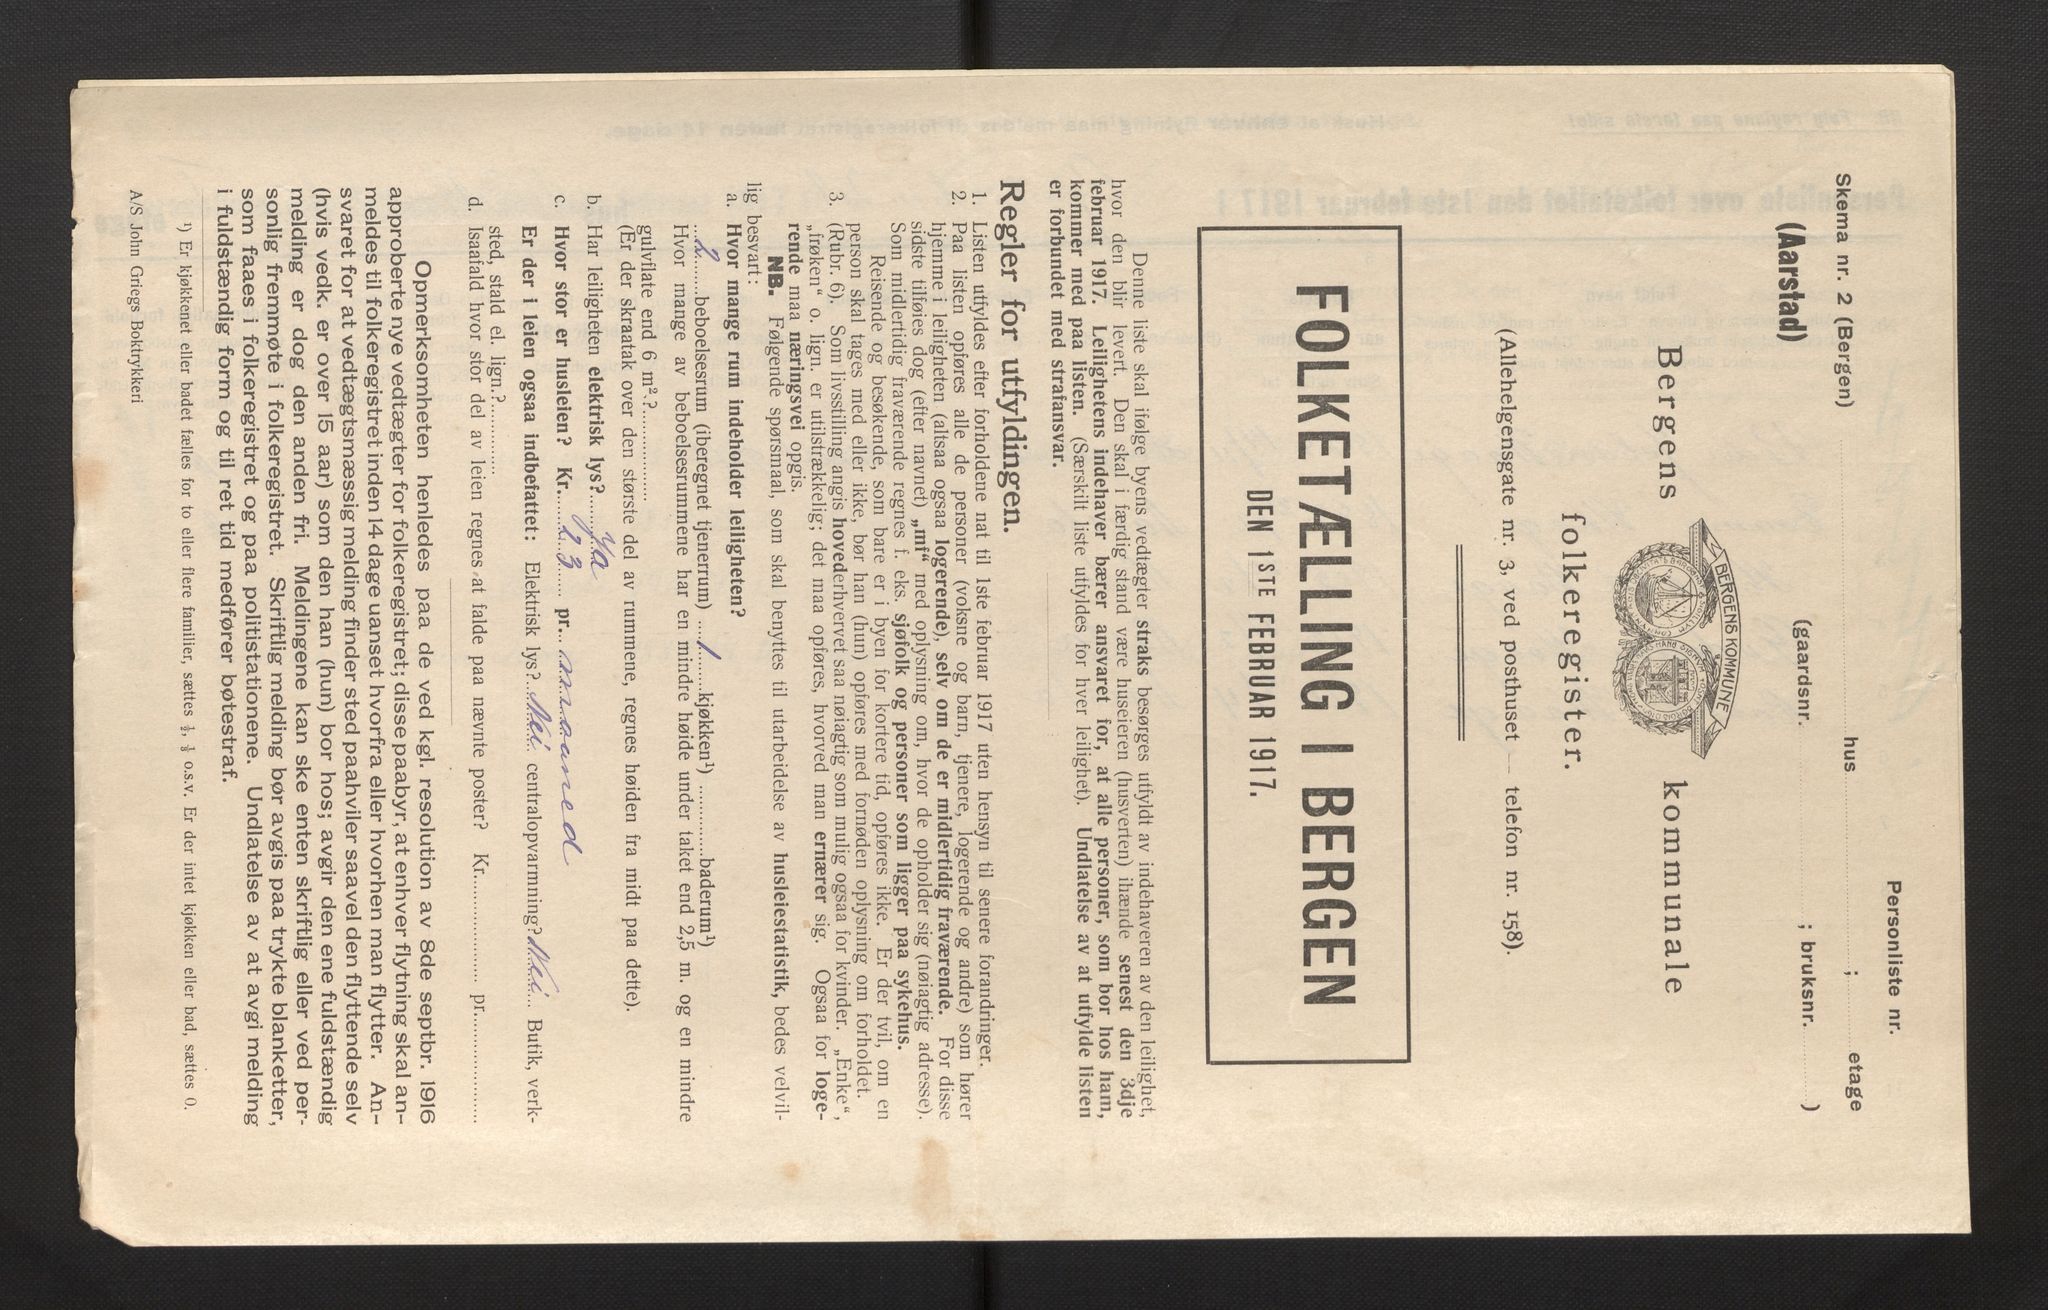 Skema nr. 2 (Bergen) hus ; etage
Personliste nr.
(Aarstad) (gaardsnr. ; bruksnr. )
BERGENS KOMMUNE
Bergens kommunale
folkeregister.
(Allehelgensgate nr. 3, ved posthuset — telefon nr. 158).
FOLKETÆLLING I BERGEN
DEN 1STE FEBRUAR 1917.
Denne liste skal ifølge byens vedtægter straks besørges utfyldt av indehaveren av den leilighet,
hvor den blir levert. Den skal i færdig stand være huseieren (husverten) ihænde senest den 3dje
februar 1917. Leilighetens indehaver bærer ansvaret for, at alle personer, som bor hos ham,
kommer med paa listen. (Særskilt liste utfyldes for hver leilighet). Undlatelse av at utfylde listen
er forbundet med strafansvar.
Regler for utfyldingen.
1. Listen utfyldes efter forholdene nat til 1ste februar 1917 uten hensyn til senere forandringer.
2. Paa listen opføres alle de personer (voksne og barn, tjenere, logerende og andre) som hører
hjemme i leiligheten (altsaa ogsaa logerende), selv om de er midlertidig fraværende. For disse
sidste tilføies dog (efter navnet) „mf“ med oplysning om, hvor de opholder sig (nøiagtig adresse).
Som midlertidig fraværende regnes f. eks. sjøfolk og personer som ligger paa sykehus.
Reisende og besøkende, som bare er i byen for kortere tid, opføres ikke. Er der tvil, om en
person skal tages med eller ikke, bør han (hun) opføres med fornøden oplysning om forholdet.
3. (Rubr. 6). Som livsstilling angis hovederhvervet saa nøiagtig som mulig ogsaa for kvinder. „Enke“,
„frøken“ o. lign. er utilstrækkelig; det maa opføres, hvorved man ernærer sig. Ogsaa for loge-
rende maa næringsvei opgis.
NB. Følgende spørsmaal, som skal benyttes til utarbeidelse av husleiestatistik, bedes velvil-
lig besvart:
a. Hvor mange rum indeholder leiligheten?
2 beboelsesrum (iberegnet tjenerrum) 1 kjøkken¹) baderum¹)
Hvor mange av beboelsesrummene har en mindre høide under taket end 2,5 m. og en mindre
gulvflate end 6 m².?
(Er der skraatak over den største del av rummene, regnes høiden fra midt paa dette).
b. Har leiligheten elektrisk lys? Ja
c. Hvor stor er husleien? Kr. 23 pr. maaned
Er der i leien ogsaa indbefattet: Elektrisk lys? Nei centralopvarmning? Nei Butik, verk-
sted, stald el. lign.?
d. Isaafald hvor stor del av leien regnes at falde paa nævnte poster? Kr. pr.
Opmerksomheten henledes paa de ved kgl. resolution av 8de septbr. 1916
approberte nye vedtægter for folkeregistret; disse paabyr, at enhver flytning skal an-
meldes til folkeregistret inden 14 dage uanset hvorfra eller hvorhen man flytter. An-
svaret for at vedtægtsmæssig melding finder sted paahviler saavel den flyttende selv
(hvis vedk. er over 15 aar) som den han (hun) bor hos; avgir den ene fuldstændig
melding er dog den anden fri. Meldingene kan ske enten skriftlig eller ved per-
sonlig fremmøte i folkeregistret. Skriftlig melding bør avgis paa trykte blanketter,
som faaes i folkeregistret og paa politistationene. Undlatelse av at avgi melding
i fuldstændig form og til ret tid medfører bøtestraf.
¹) Er kjøkkenet eller badet fælles for to eller flere familier, sættes ½, ⅓ o.s.v. Er der intet kjøkken eller bad, sættes 0.
A/S John Griegs Boktrykkeri